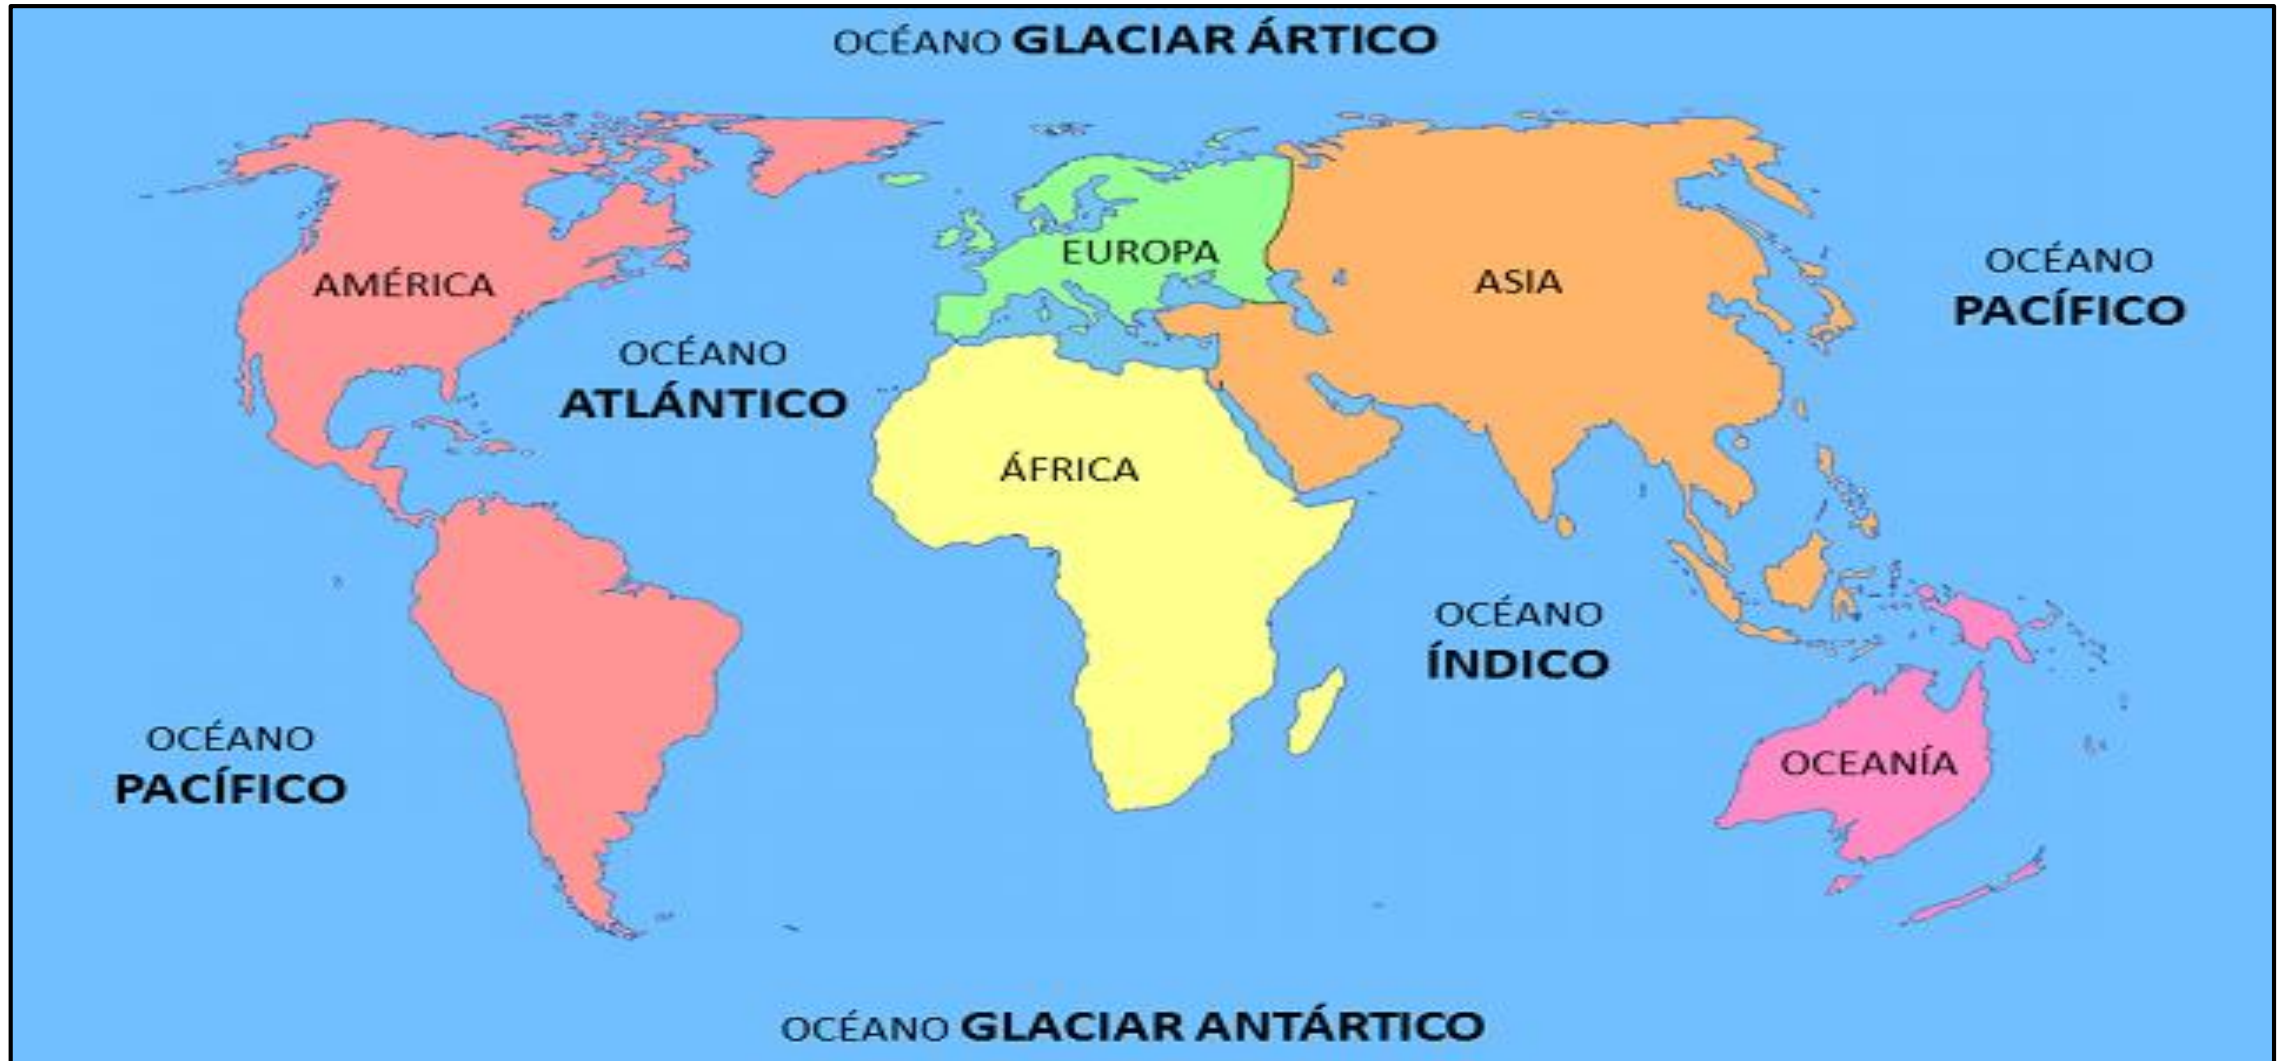 OCÉANO GLACIAR ÁRTICO
EUROPA
AMÉRICA
ASIA
OCÉANO
PACÍFICO
OCÉANO
ATLÁNTICO
ÁFRICA
OCÉANO
ÍNDICO
OCÉANO
PACÍFICO
OCEANÍA
OCÉANO GLACIAR ANTÁRTICO